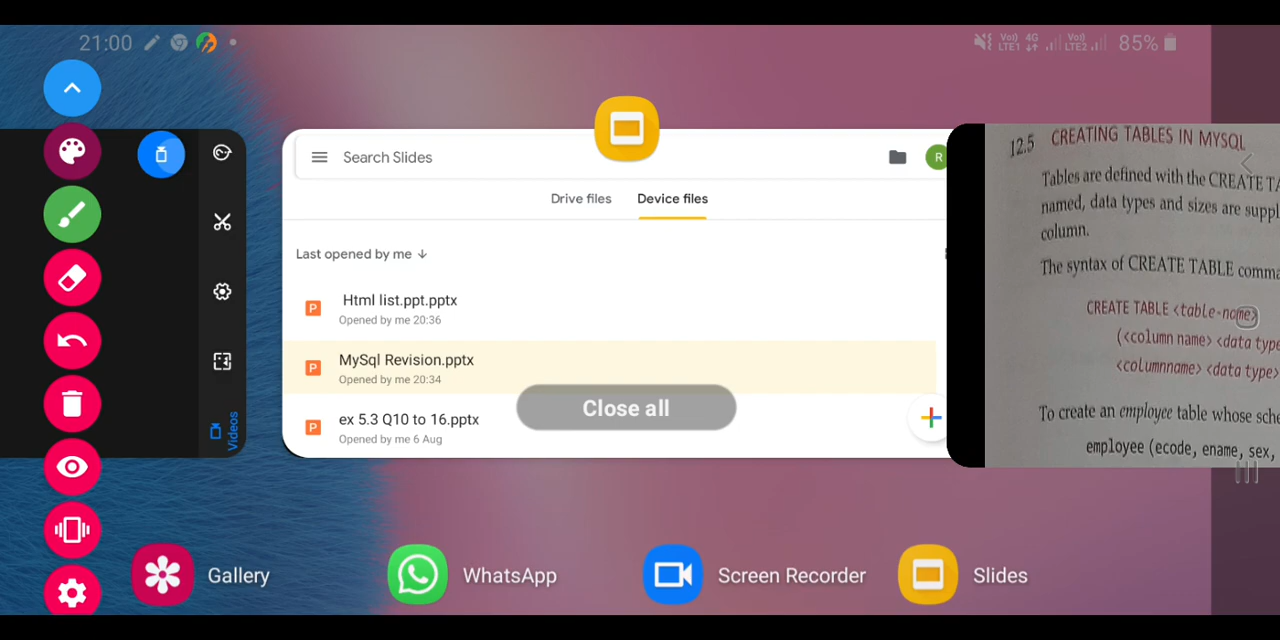 21:00
Vo)) 4G
LTE1
Vo))
LTE2
85%
Videos
Search Slides
R
Drive files
Device files
Last opened by me
P
Html list.ppt.pptx
Opened by me 20:36
P
MySql Revision.pptx
Opened by me 20:34
P
ex 5.3 Q10 to 16.pptx
Opened by me 6 Aug
Close all
12.5 CREATING TABLES IN MYSQL
Tables are defined with the CREATE TA
named, data types and sizes are suppl
column.
The syntax of CREATE TABLE comma
CREATE TABLE <table-name>
(<column name> <data type
<columnname> <data type>
To create an employee table whose sche
employee (ecode, ename, sex,
Gallery
WhatsApp
Screen Recorder
Slides